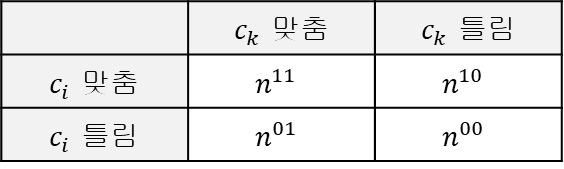 c_k 맞춤 c_k 틀림
c_i 맞춤 n^{11} n^{10}
c_i 틀림 n^{01} n^{00}